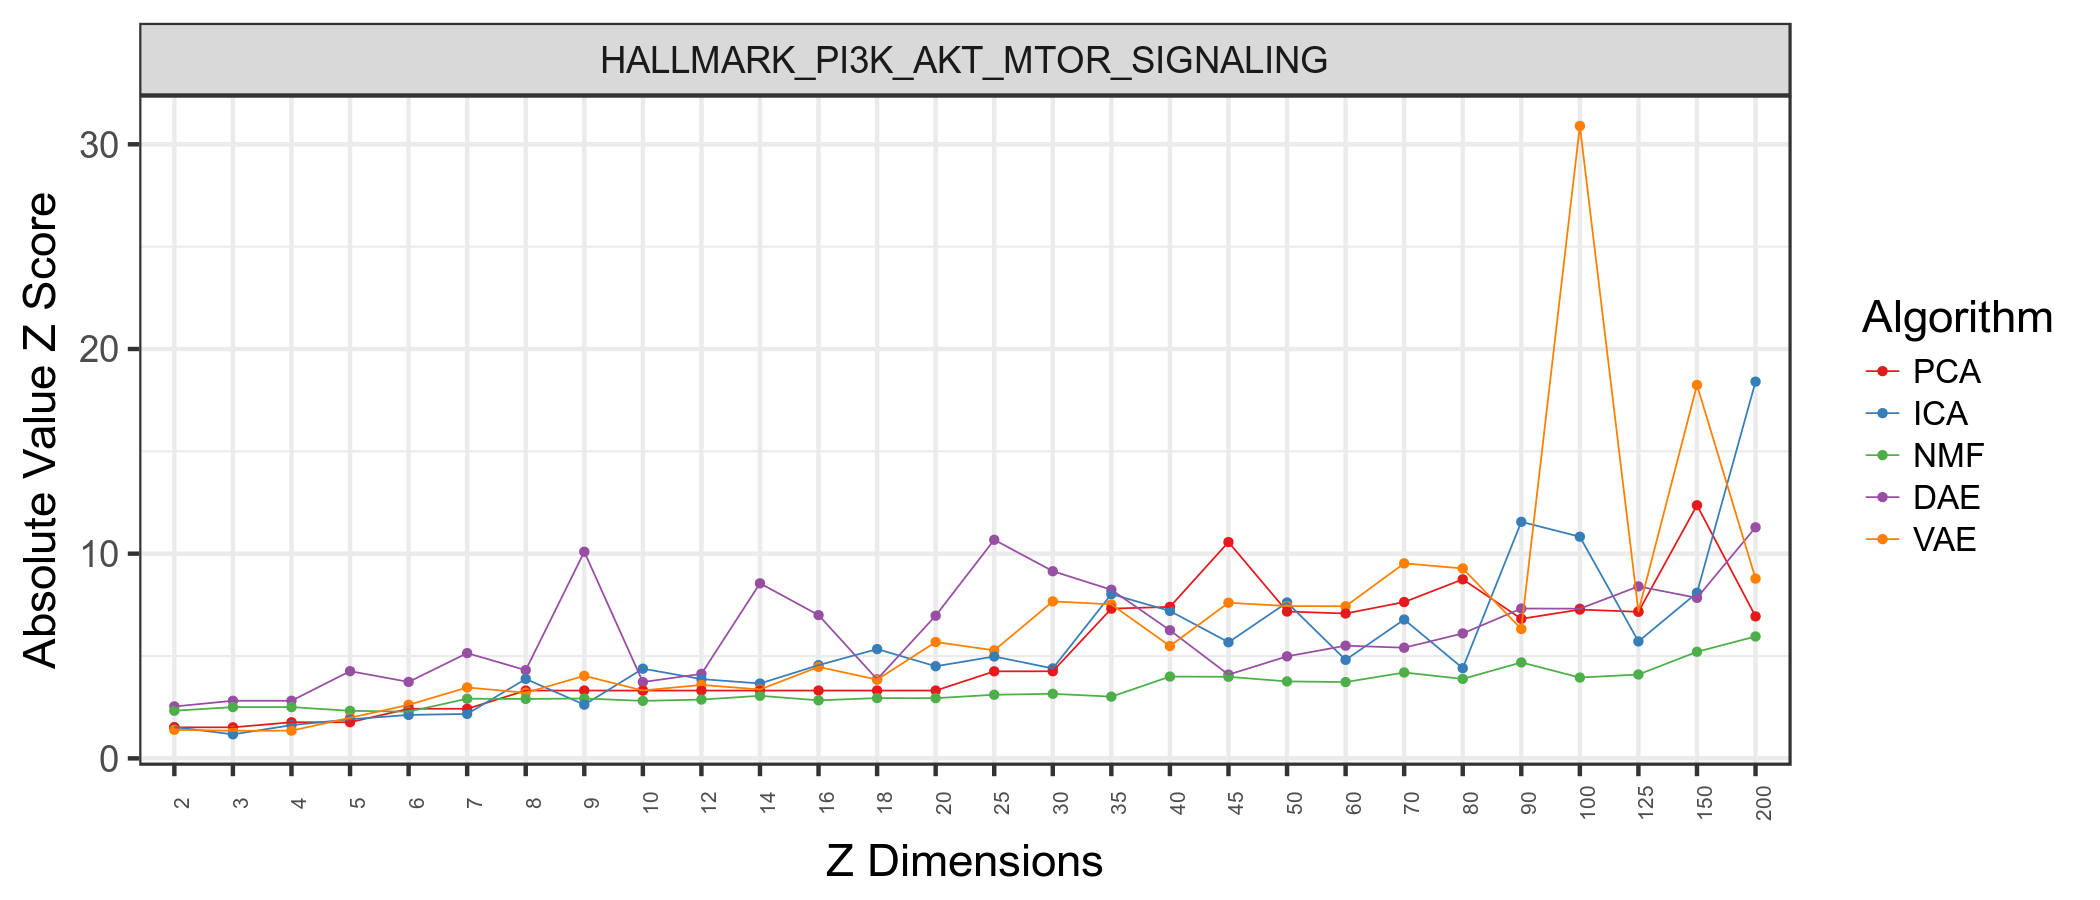 HALLMARK_PI3K_AKT_MTOR_SIGNALING
Absolute Value Z Score
30
20
10
0
2 3 4 5 6 7 8 9 10 12 14 16 18 20 25 30 35 40 45 50 60 70 80 90 100 125 150 200
Z Dimensions
Algorithm
PCA
ICA
NMF
DAE
VAE